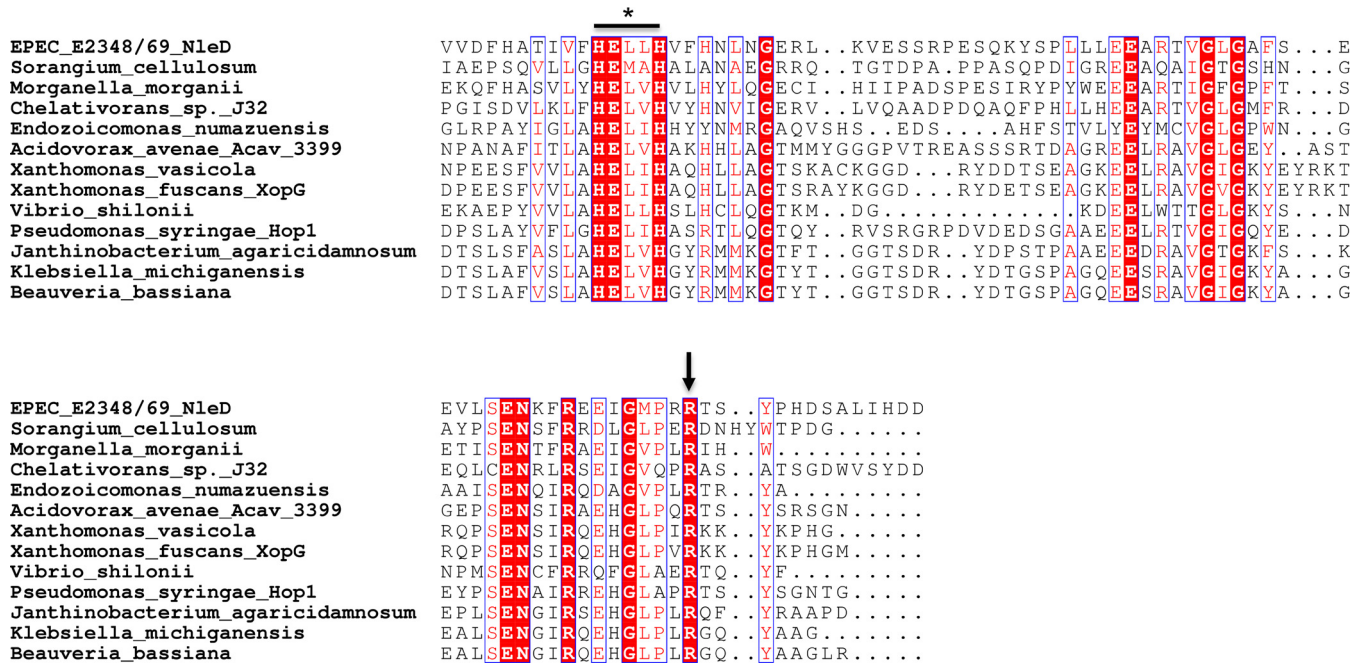 *
EPEC_E2348/69_NleD VVDFHATIVFHELLHVFHNLNGERL..KVESSRPESQKYSPLLLEEARTVGLGAFS...E
Sorangium_cellulosum IAEPSQVLLGHEMAHALANAEGRRQ..TGTDPA.PPASQPDIGREEAQAIGTGSHN...G
Morganella_morganii EKQFHASVLYHELVHVLHYLQGECI..HIIPADSPESIRYPYWEEEARTIGFGPFT...S
Chelativorans_sp._J32 PGISDVLKLFHELVHVYHNVIGERV..LVQAADPDQAQFPHLLHEEARTVGLGMFR...D
Endozoicomonas_numazuensis GLRPAYIGLAHELIHHYYNMRGAQVSHS..EDS....AHFSTVLYEYMCVGLGPWN...G
Acidovorax_avenae_Acav_3399 NPANAFITLAHELVHAKHHLAGTMMYGGGPVTREASSSRTDAGREELRAVGLGEY..AST
Xanthomonas_vasicola NPEESFVVLAHELIHAQHLLAGTSKACKGGD...RYDDTSEAGKEELRAVGIGKYEYRKT
Xanthomonas_fuscans_XopG DPEESFVVLAHELIHAQHLLAGTSRAYKGGD...RYDETSEAGKEELRAVGVGKYEYRKT
Vibrio_shilonii EKAEPYVVLAHELLHSLHCLQGTKM..DG.............KDEELWTTGLGKYS...N
Pseudomonas_syringae_Hop1 DPSLAYVFLGHELIHASRTLQGTQY..RVSRGRPDVDEDSGAAEEELRAVGIGQYE...D
Janthinobacterium_agaricidamnosum DTSLSFASLAHELVHGYRMMKGTFT..GGTSDR..YDPSTPAAEEEDRAVGTGKFS...K
Klebsiella_michiganensis DTSLAFVSLAHELVHGYRMMKGTYT..GGTSDR..YDTGSPAGQEESRAVGIGKYA...G
Beauveria_bassiana DTSLAFVSLAHELVHGYRMMKGTYT..GGTSDR..YDTGSPAGQEESRAVGIGKYA...G
EPEC_E2348/69_NleD EVLSENKFREEIGMPRRTS..YPHDSALIHDD
Sorangium_cellulosum AYPSENSFRRDLGLPERDNHYWTPDG......
Morganella_morganii ETISENTFRAEIGVPLRIH..W..........
Chelativorans_sp._J32 EQLCENRLRSEIGVQPRAS..ATSGDWVSYDD
Endozoicomonas_numazuensis AAISENQIRQDAGVPLRTR..YA.........
Acidovorax_avenae_Acav_3399 GEPSENSIRAEHGLPQRTS..YSRSGN.....
Xanthomonas_vasicola RQPSENSIRQEHGLPIRKK..YKPHG......
Xanthomonas_fuscans_XopG RQPSENSIRQEHGLPVRKK..YKPHGM.....
Vibrio_shilonii NPMSENCFRRQFGLAERTQ..YF.........
Pseudomonas_syringae_Hop1 EYPSENAIRREHGLAPRTS..YSGNTG.....
Janthinobacterium_agaricidamnosum EPLSENGIRSEHGLPLRQF..YRAAPD.....
Klebsiella_michiganensis EALSENGIRQEHGLPLRGQ..YAAG.......
Beauveria_bassiana EALSENGIRQEHGLPLRGQ..YAAGLR.....